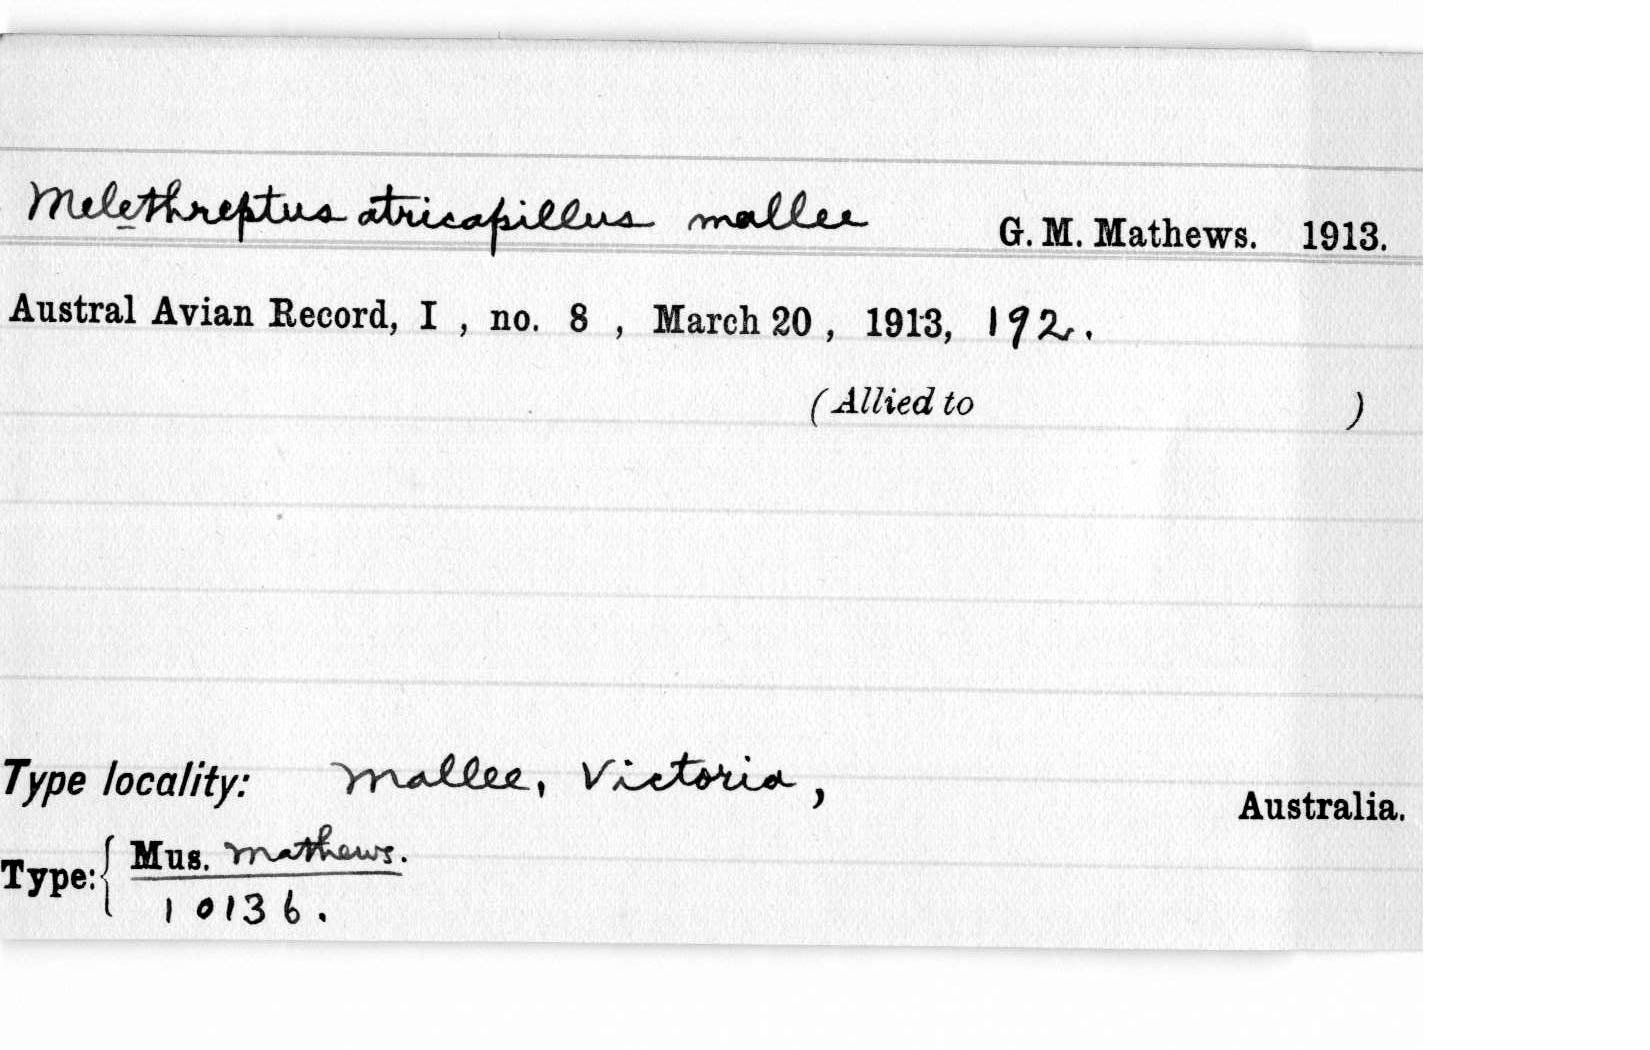 Melethreptus atricapillus mallee G. M. Mathews. 1913.
Austral Avian Record, I , no. 8 , March 20 , 1913, 192.
(Allied to )
Type locality: Mallee, Victoria, Australia.
Type: { Mus. Mathews.
10136.